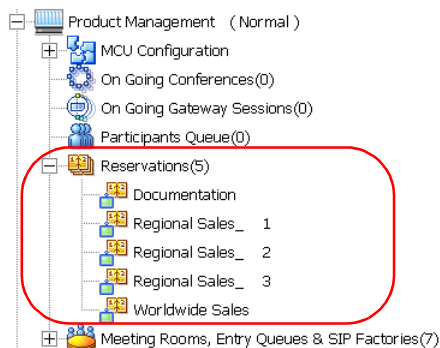 Product Management (Normal)
MCU Configuration
On Going Conferences(0)
On Going Gateway Sessions(0)
Participants Queue(0)
Reservations(5)
Documentation
Regional Sales_ 1
Regional Sales_ 2
Regional Sales_ 3
Worldwide Sales
Meeting Rooms, Entry Queues & SIP Factories(7)